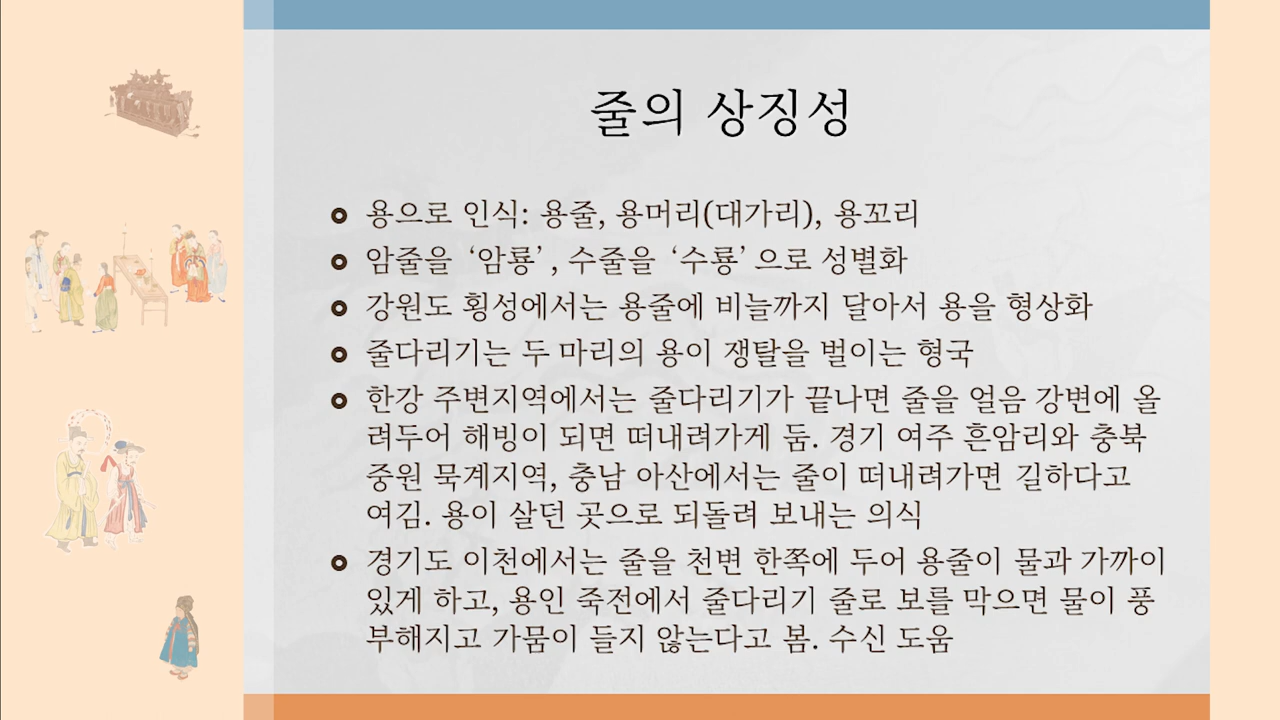 줄의 상징성
용으로 인식: 용줄, 용머리(대가리), 용꼬리
암줄을 ‘암룡’, 수줄을 ‘수룡’으로 성별화
강원도 횡성에서는 용줄에 비늘까지 달아서 용을 형상화
줄다리기는 두 마리의 용이 쟁탈을 벌이는 형국
한강 주변지역에서는 줄다리기가 끝나면 줄을 얼음 강변에 올
려두어 해빙이 되면 떠내려가게 둠. 경기 여주 흔암리와 충북
중원 묵계지역, 충남 아산에서는 줄이 떠내려가면 길하다고
여김. 용이 살던 곳으로 되돌려 보내는 의식
경기도 이천에서는 줄을 천변 한쪽에 두어 용줄이 물과 가까이
있게 하고, 용인 죽전에서 줄다리기 줄로 보를 막으면 물이 풍
부해지고 가뭄이 들지 않는다고 봄. 수신 도움